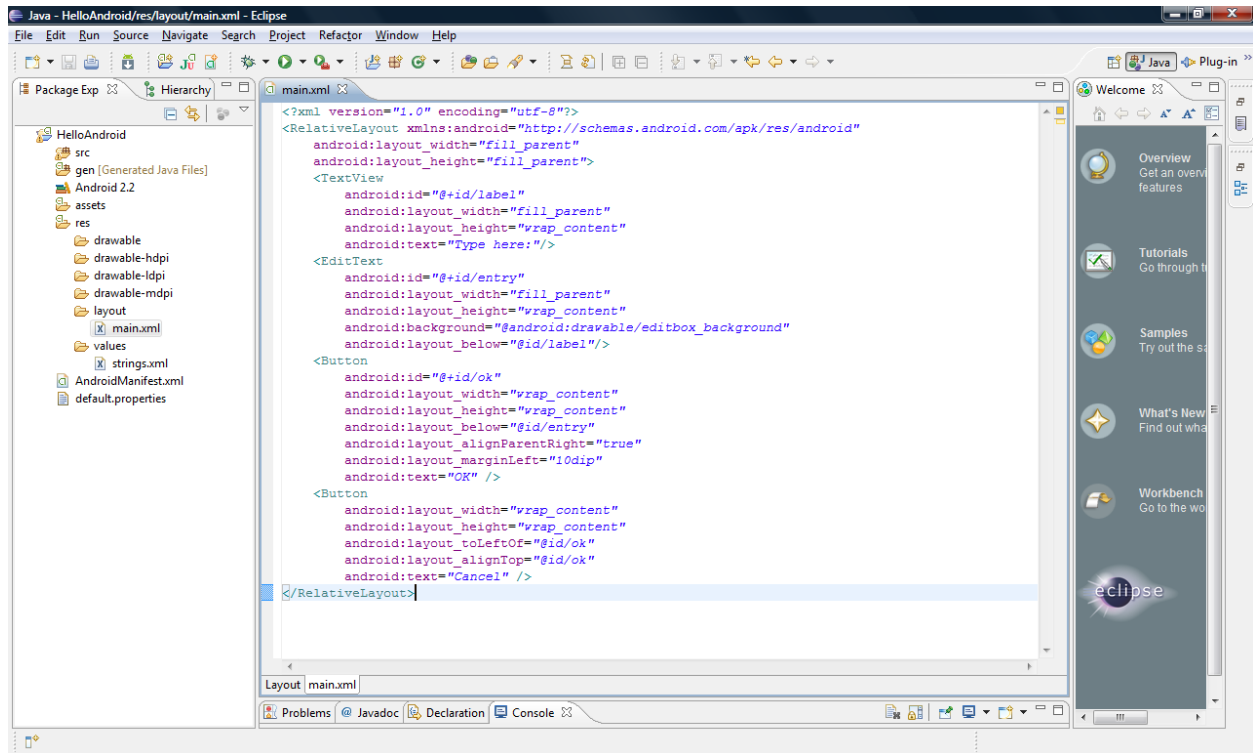 Java - HelloAndroid/res/layout/main.xml - Eclipse
File Edit Run Source Navigate Search Project Refactor Window Help
Java Plug-in
Package Exp Hierarchy
HelloAndroid
src
gen [Generated Java Files]
Android 2.2
assets
res
drawable
drawable-hdpi
drawable-ldpi
drawable-mdpi
layout
main.xml
values
strings.xml
AndroidManifest.xml
default.properties
main.xml
<?xml version="1.0" encoding="utf-8"?>
<RelativeLayout xmlns:android="http://schemas.android.com/apk/res/android"
android:layout_width="fill_parent"
android:layout_height="fill_parent">
<TextView
android:id="@+id/label"
android:layout_width="fill_parent"
android:layout_height="wrap_content"
android:text="Type here:"/>
<EditText
android:id="@+id/entry"
android:layout_width="fill_parent"
android:layout_height="wrap_content"
android:background="@android:drawable/editbox_background"
android:layout_below="@id/label"/>
<Button
android:id="@+id/ok"
android:layout_width="wrap_content"
android:layout_height="wrap_content"
android:layout_below="@id/entry"
android:layout_alignParentRight="true"
android:layout_marginLeft="10dip"
android:text="OK" />
<Button
android:layout_width="wrap_content"
android:layout_height="wrap_content"
android:layout_toLeftOf="@id/ok"
android:layout_alignTop="@id/ok"
android:text="Cancel" />
</RelativeLayout>
Layout main.xml
Problems @ Javadoc Declaration Console
Welcome
Overview
Get an overvi
features
Tutorials
Go through t
Samples
Try out the sa
What's New
Find out wha
Workbench
Go to the wo
eclipse